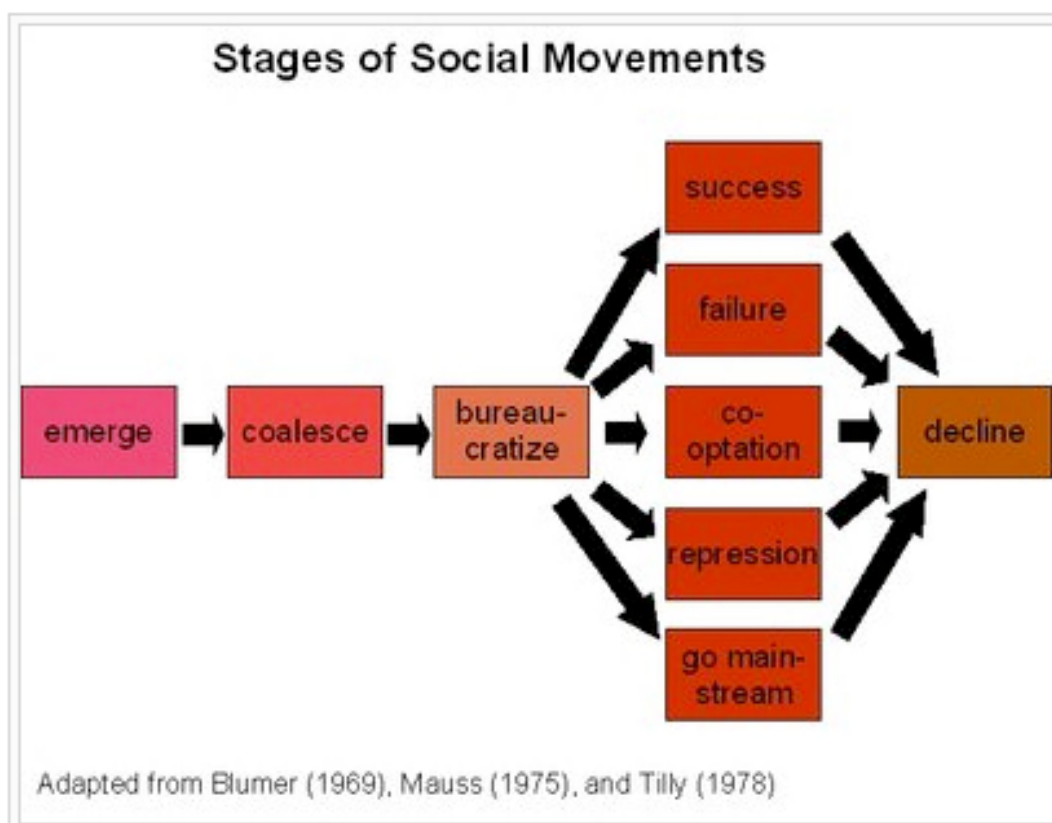 Stages of Social Movements
success
failure
emerge
coalesce
bureau-
cratize
co-
optation
decline
repression
go main-
stream
Adapted from Blumer (1969), Mauss (1975), and Tilly (1978)